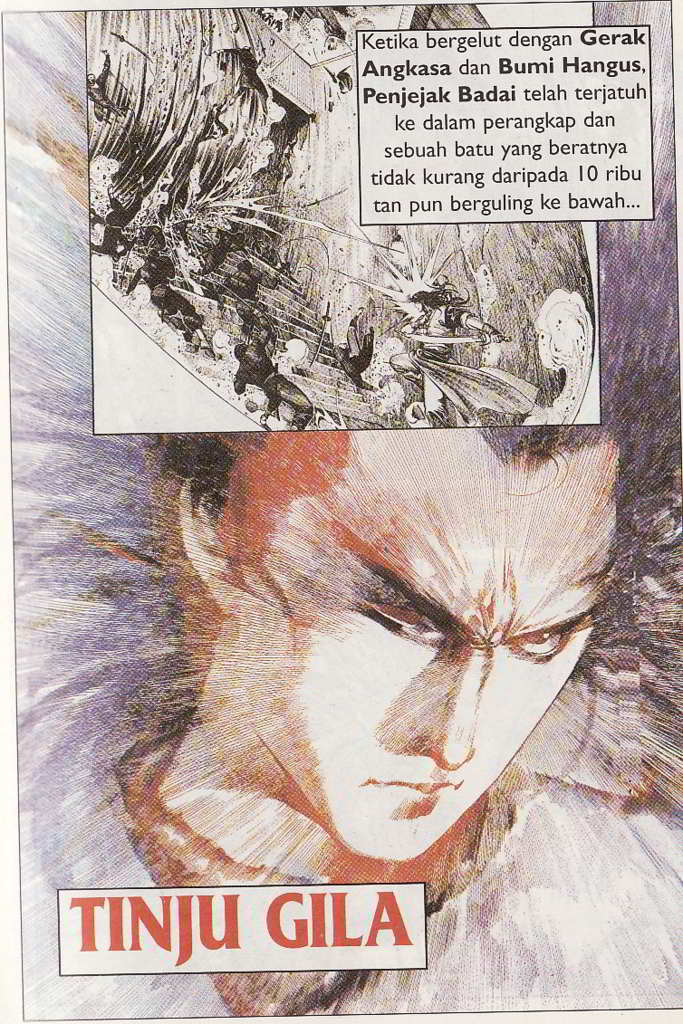 Ketika bergelut dengan Gerak
Angkasa dan Bumi Hangus,
Penjejak Badai telah terjatuh
ke dalam perangkap dan
sebuah batu yang beratnya
tidak kurang daripada 10 ribu
tan pun berguling ke bawah...
TINJU GILA